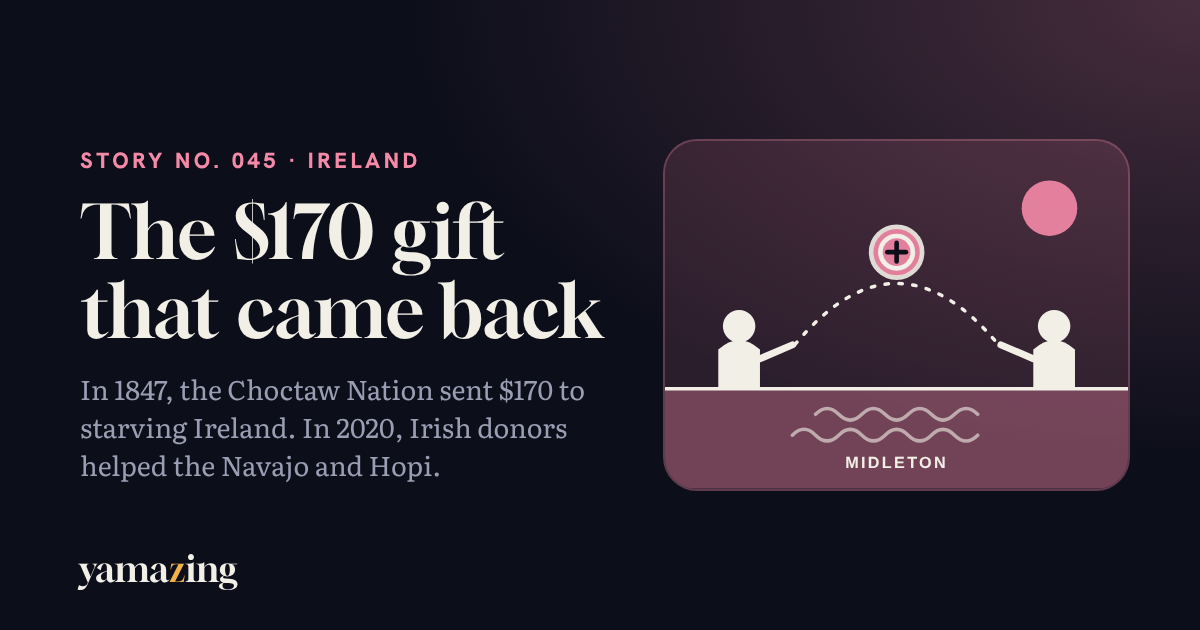 STORY NO. 045 · IRELAND
The $170 gift
that came back
In 1847, the Choctaw Nation sent $170 to
starving Ireland. In 2020, Irish donors
helped the Navajo and Hopi.
MIDLETON
yamazing